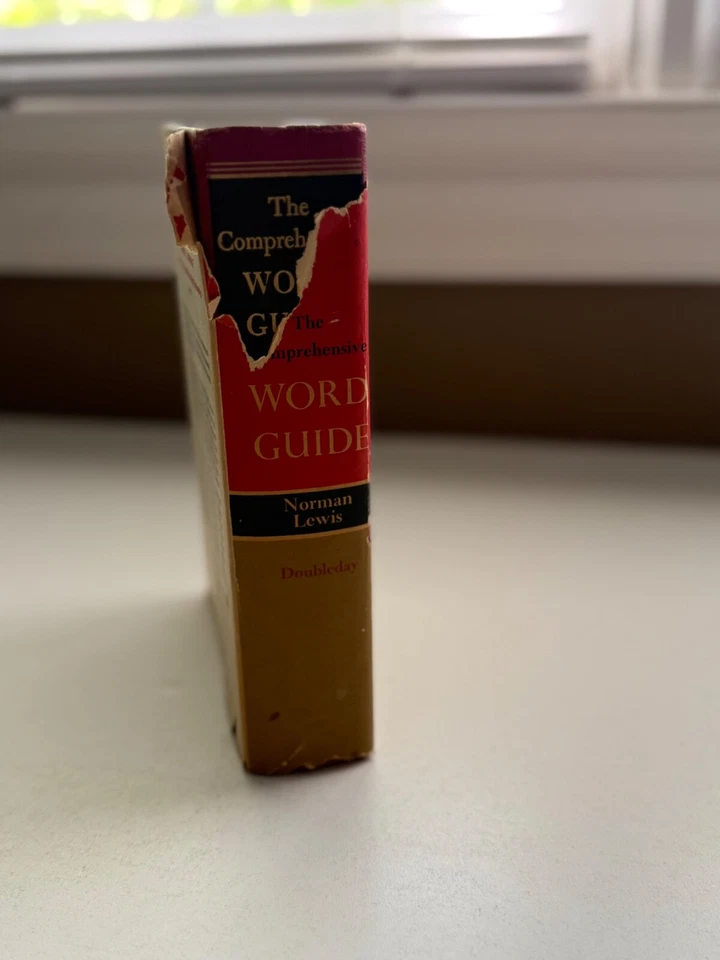 The
Compreh
WO
GU
The
mprehensive
WORD
GUIDE
Norman
Lewis
Doubleday